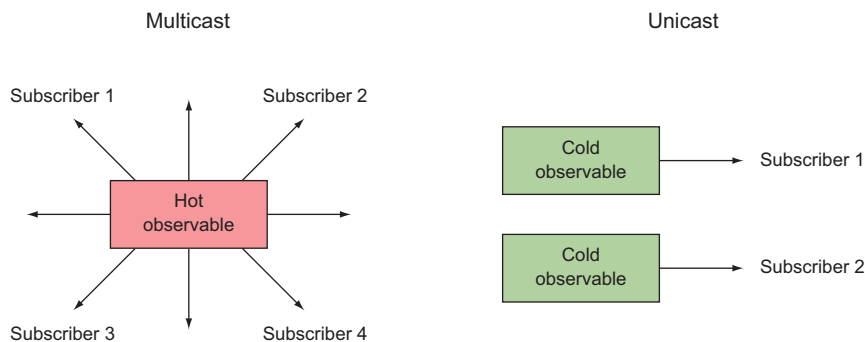 Multicast
Subscriber 1
Subscriber 2
Hot
observable
Subscriber 3
Subscriber 4
Unicast
Cold
observable
Subscriber 1
Cold
observable
Subscriber 2